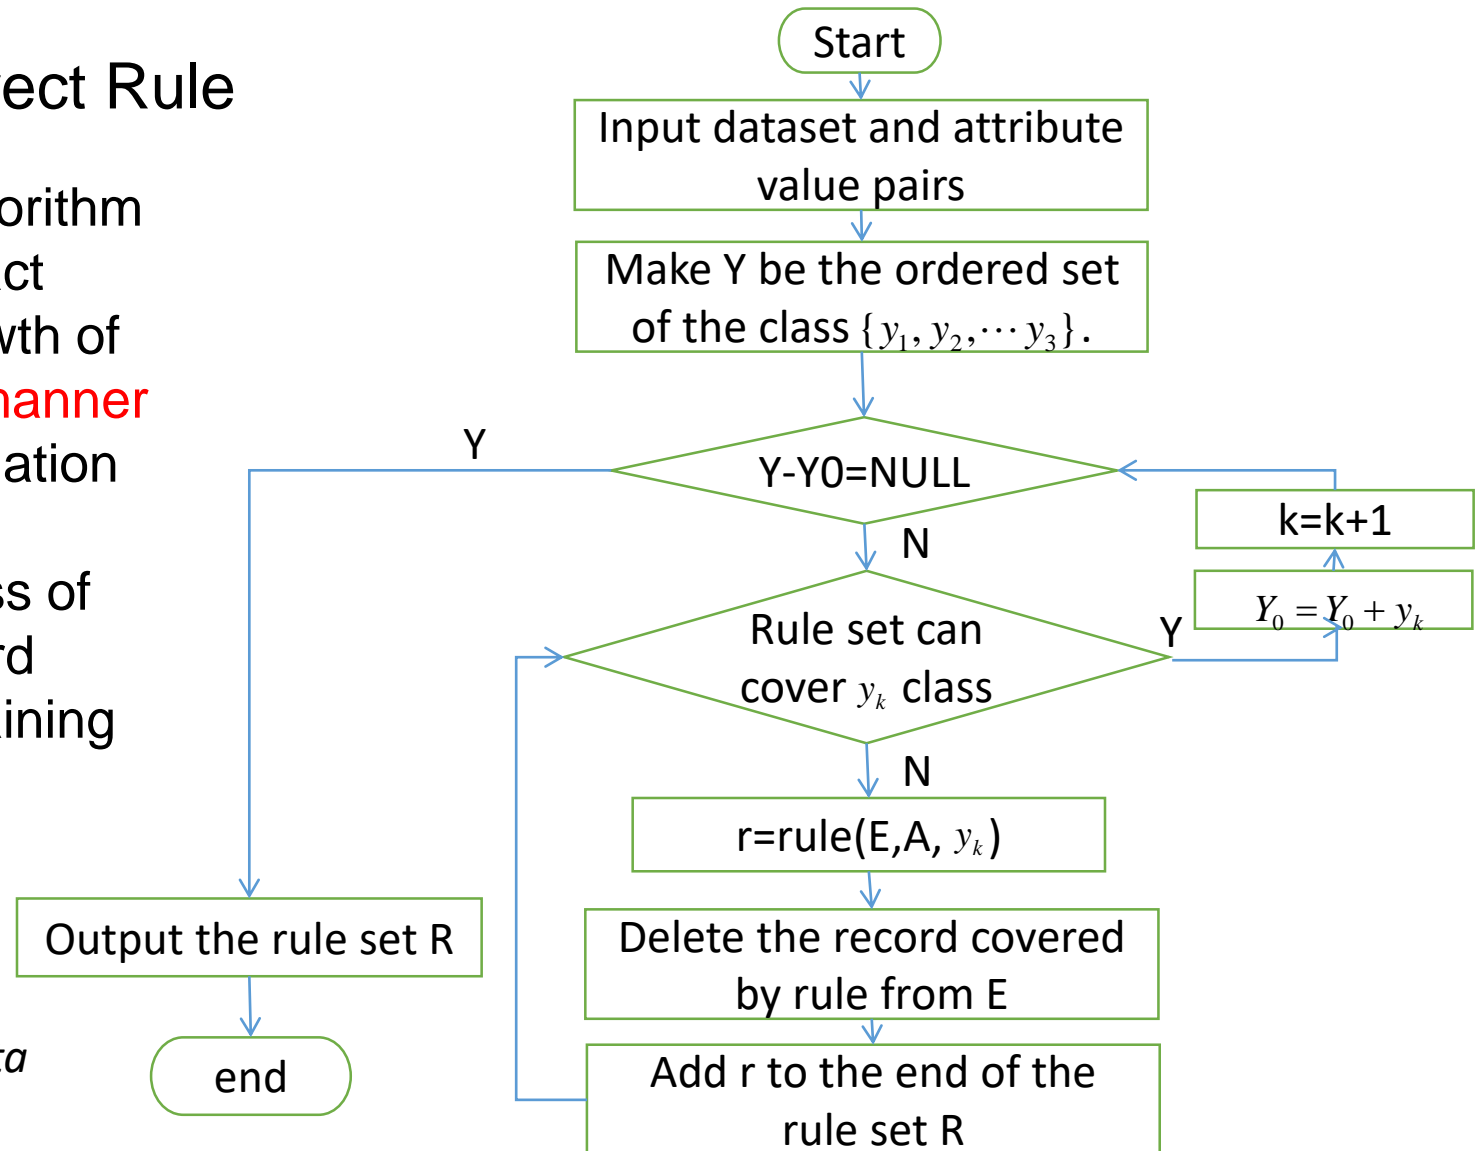 ect Rule
orithm
ct
wth of
anner
ation
ss of
rd
ining
ta
Start
Input dataset and attribute
value pairs
Make Y be the ordered set
of the class {y₁, y₂, ⋯ y₃}.
Y-Y0=NULL
Y
N
k=k+1
Y₀ = Y₀ + yₖ
Rule set can
cover yₖ class
Y
N
r=rule(E,A, yₖ)
Delete the record covered
by rule from E
Add r to the end of the
rule set R
Output the rule set R
end